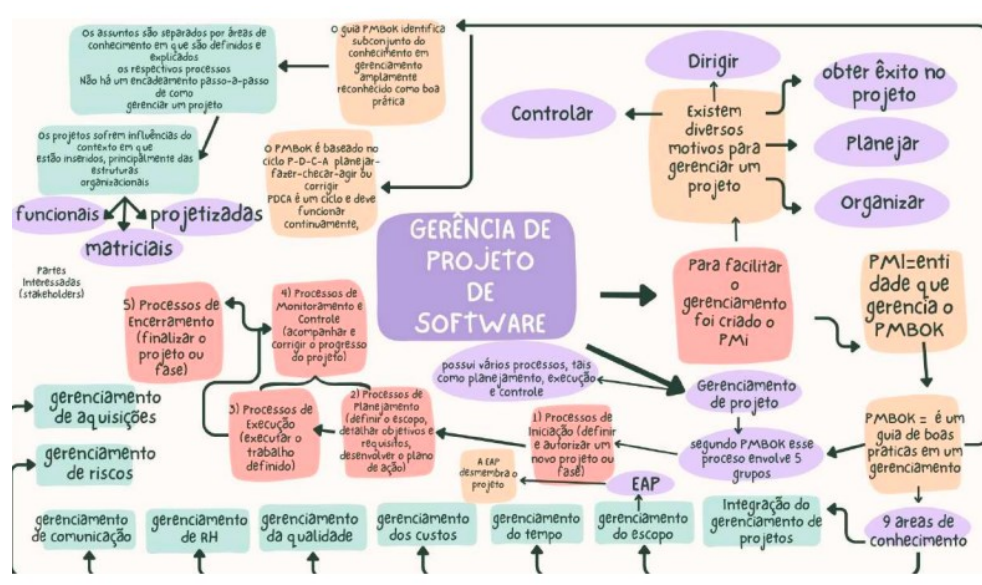 Os assuntos são separados por áreas de
conhecimento em que são definidos e
explicados
os respectivos processos
Não há um encadeamento passo-a-passo
de como
gerenciar um projeto
O guia PMBOK identifica
subconjunto do
conhecimento em
gerenciamento
amplamente
reconhecido como boa
prática
Dirigir
Controlar
Existem
diversos
motivos para
gerenciar um
projeto
obter êxito no
projeto
Planejar
Organizar
Os projetos sofrem influências do
contexto em que
estão inseridos, principalmente das
estruturas
organizacionais
funcionais
projetizadas
matriciais
O PMBoK é baseado no
ciclo P-D-C-A planejar-
fazer-checar-agir ou
corrigir
PDCA é um ciclo e deve
funcionar
continuamente,
GERÊNCIA DE
PROJETO
DE
SOFTWARE
Para facilitar
o
gerenciamento
foi criado o
PMi
PMI=enti
dade que
gerencia o
PMBOK
Partes
Interessadas
(stakeholders)
5) Processos de
Encerramento
(finalizar o
projeto ou
fase)
4) Processos de
Monitoramento e
Controle
(acompanhar e
corrigir o progresso
do projeto)
possui vários processos, tais
como planejamento, execução
e controle
Gerenciamento
de projeto
gerenciamento
de aquisições
3) Processos de
Execução
(executar o
trabalho
definido)
2) Processos de
Planejamento
(definir o escopo,
detalhar objetivos e
requisitos,
desenvolver o plano
de ação)
1) Processos de
Iniciação (definir
e autorizar um
novo projeto ou
fase)
segundo PMBOK esse
processo envolve 5
grupos
PMBOK = é um
guia de boas
praticas em um
gerenciamento
gerenciamento
de riscos
A EAP
desmembra o
projeto
EAP
gerenciamento
de comunicação
gerenciamento
de RH
gerenciamento
da qualidade
gerenciamento
dos custos
gerenciamento
do tempo
gerenciamento
do escopo
Integração do
gerenciamento de
projetos
9 areas de
conhecimento